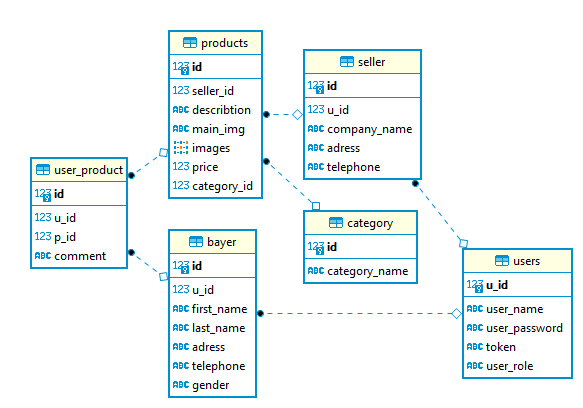 products
123 id
123 seller_id
ABC describtion
ABC main_img
images
123 price
123 category_id
seller
123 id
123 u_id
ABC company_name
ABC adress
ABC telephone
user_product
123 id
123 u_id
123 p_id
ABC comment
bayer
123 id
123 u_id
ABC first_name
ABC last_name
ABC adress
ABC telephone
ABC gender
category
123 id
ABC category_name
users
123 u_id
ABC user_name
ABC user_password
ABC token
ABC user_role